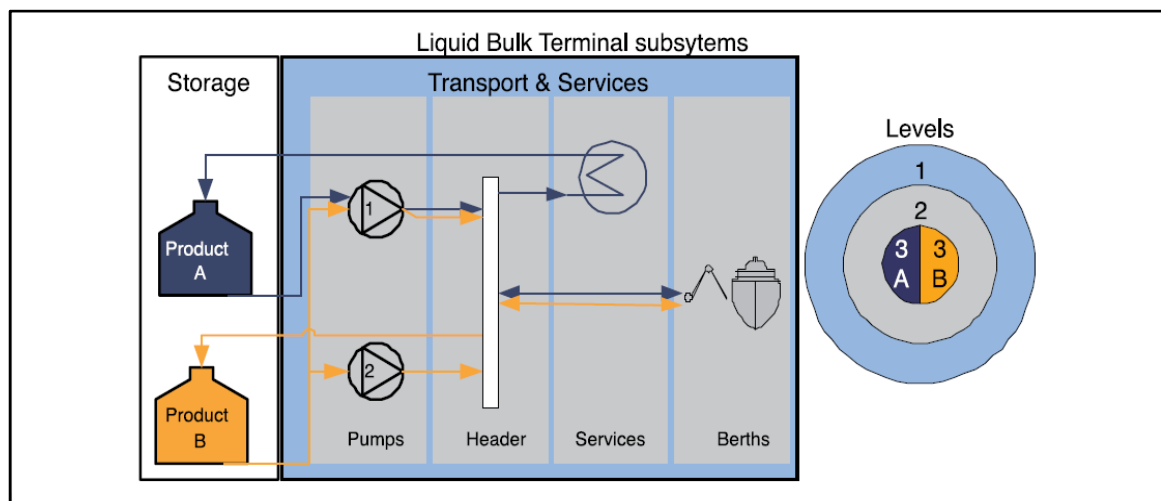 Liquid Bulk Terminal subsytems
Storage
Transport & Services
Levels
1
2
3 3
A B
1
Product
A
2
Product
B
Pumps
Header
Services
Berths